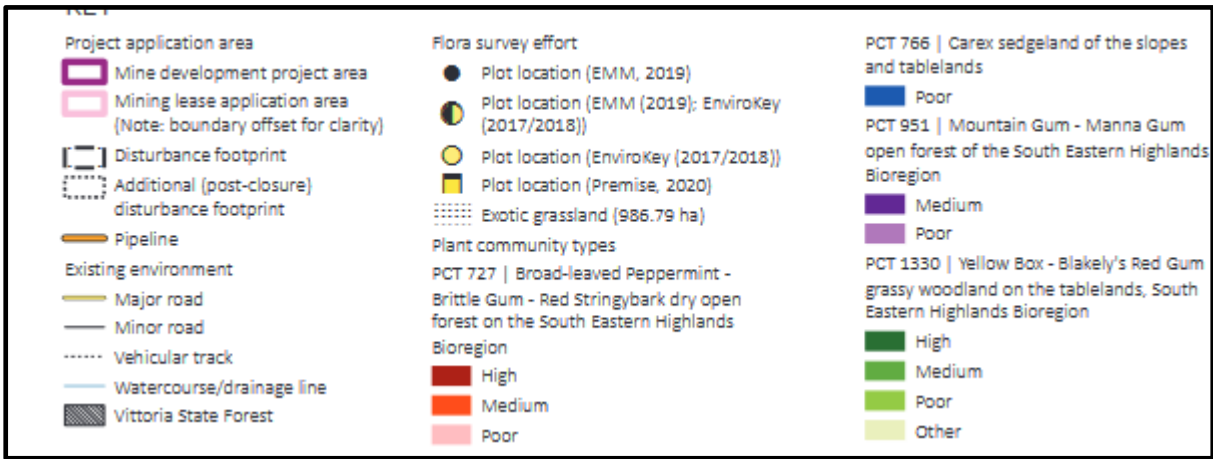 KEY
Project application area
Mine development project area
Mining lease application area
(Note: boundary offset for clarity)
Disturbance footprint
Additional (post-closure)
disturbance footprint
Pipeline
Existing environment
Major road
Minor road
Vehicular track
Watercourse/drainage line
Vittoria State Forest
Flora survey effort
Plot location (EMM, 2019)
Plot location (EMM (2019); EnviroKey
(2017/2018))
Plot location (EnviroKey (2017/2018))
Plot location (Premise, 2020)
Exotic grassland (986.79 ha)
Plant community types
PCT 727 | Broad-leaved Peppermint -
Brittle Gum - Red Stringybark dry open
forest on the South Eastern Highlands
Bioregion
High
Medium
Poor
PCT 766 | Carex sedgeland of the slopes
and tablelands
Poor
PCT 951 | Mountain Gum - Manna Gum
open forest of the South Eastern Highlands
Bioregion
Medium
Poor
PCT 1330 | Yellow Box - Blakely's Red Gum
grassy woodland on the tablelands, South
Eastern Highlands Bioregion
High
Medium
Poor
Other